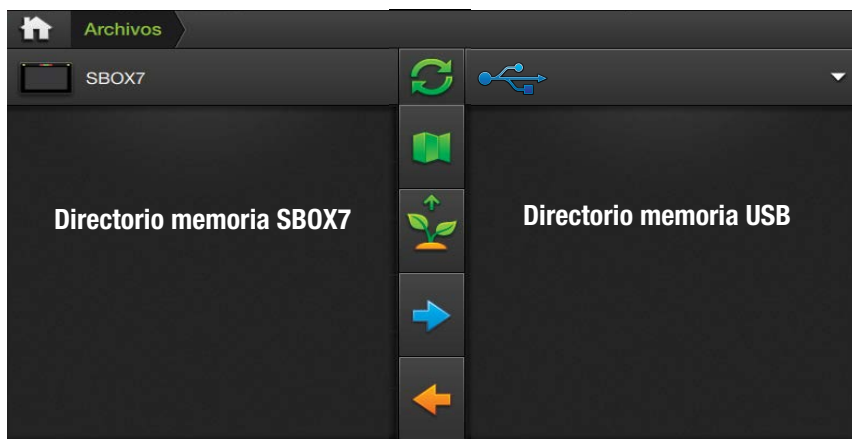 Archivos
SBOX7
Directorio memoria SBOX7
Directorio memoria USB